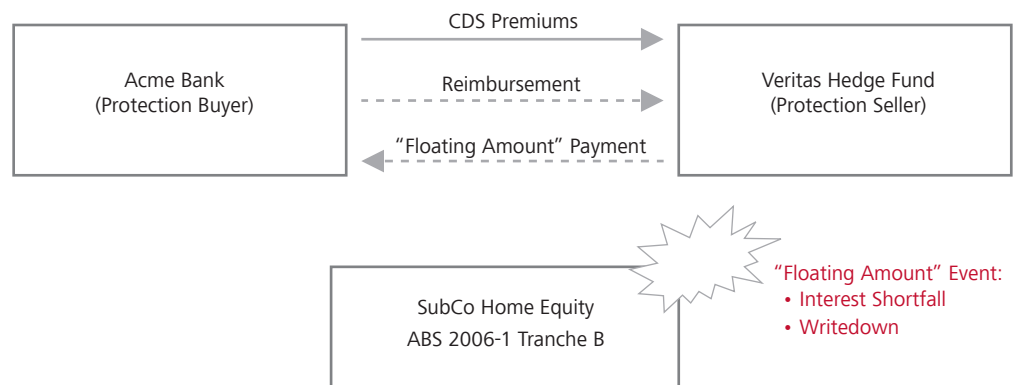 CDS Premiums
Acme Bank
(Protection Buyer)
Reimbursement
Veritas Hedge Fund
(Protection Seller)
“Floating Amount” Payment
“Floating Amount” Event:
• Interest Shortfall
• Writedown
SubCo Home Equity
ABS 2006-1 Tranche B